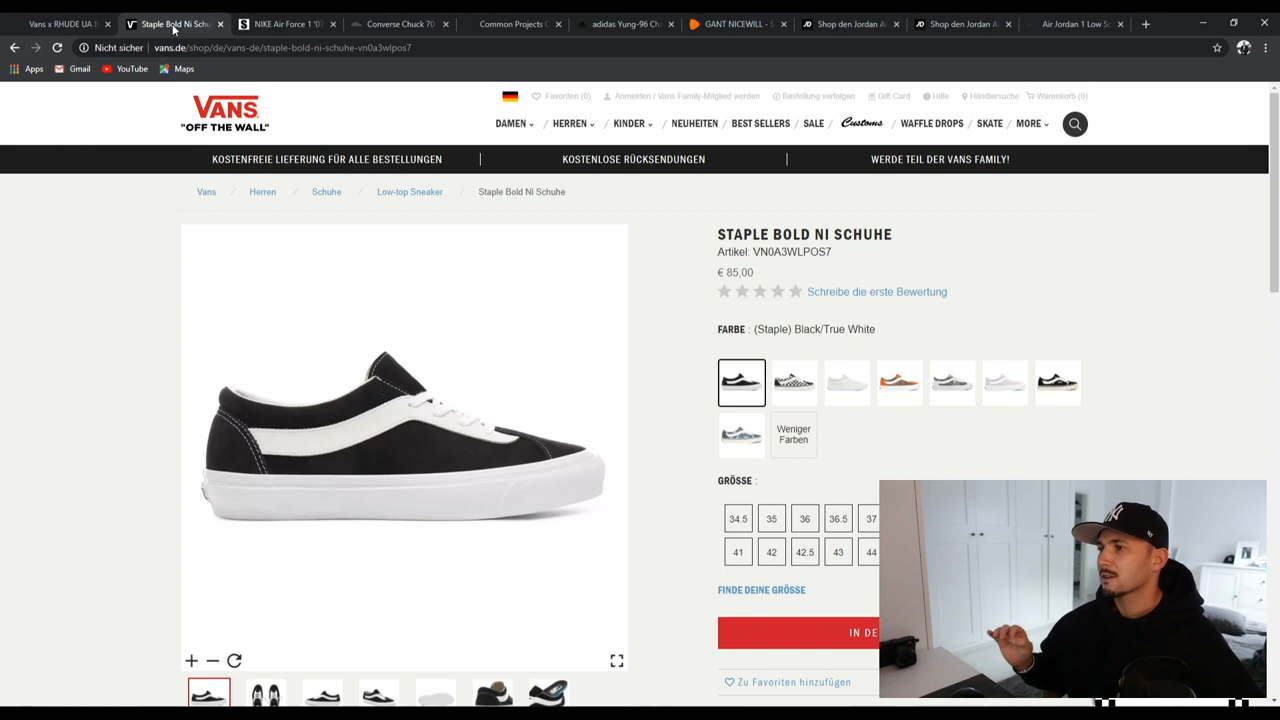 Vans x RHUDE UA B
Staple Bold Ni Schu
NIKE Air Force 1 '07
Converse Chuck 70
Common Projects
adidas Yung-96 Ch
GANT NICEWILL - S
Shop den Jordan A
Shop den Jordan A
Air Jordan 1 Low S
Nicht sicher
vans.de/shop/de/vans-de/staple-bold-ni-schuhe-vn0a3wlpos7
Apps Gmail YouTube Maps
VANS
"OFF THE WALL"
Favoriten (0) Anmelden / Vans Family-Mitglied werden Bestellung verfolgen Gift Card Hilfe Händlersuche Warenkorb (0)
DAMEN / HERREN / KINDER / NEUHEITEN / BEST SELLERS / SALE / Customs / WAFFLE DROPS / SKATE / MORE
KOSTENFREIE LIEFERUNG FÜR ALLE BESTELLUNGEN | KOSTENLOSE RÜCKSENDUNGEN | WERDE TEIL DER VANS FAMILY!
Vans / Herren / Schuhe / Low-top Sneaker / Staple Bold Ni Schuhe
STAPLE BOLD NI SCHUHE
Artikel: VN0A3WLPOS7
€ 85,00
Schreibe die erste Bewertung
FARBE : (Staple) Black/True White
Weniger
Farben
GRÖSSE :
34.5 35 36 36.5 37
41 42 42.5 43 44
FINDE DEINE GRÖSSE
IN DE
Zu Favoriten hinzufügen